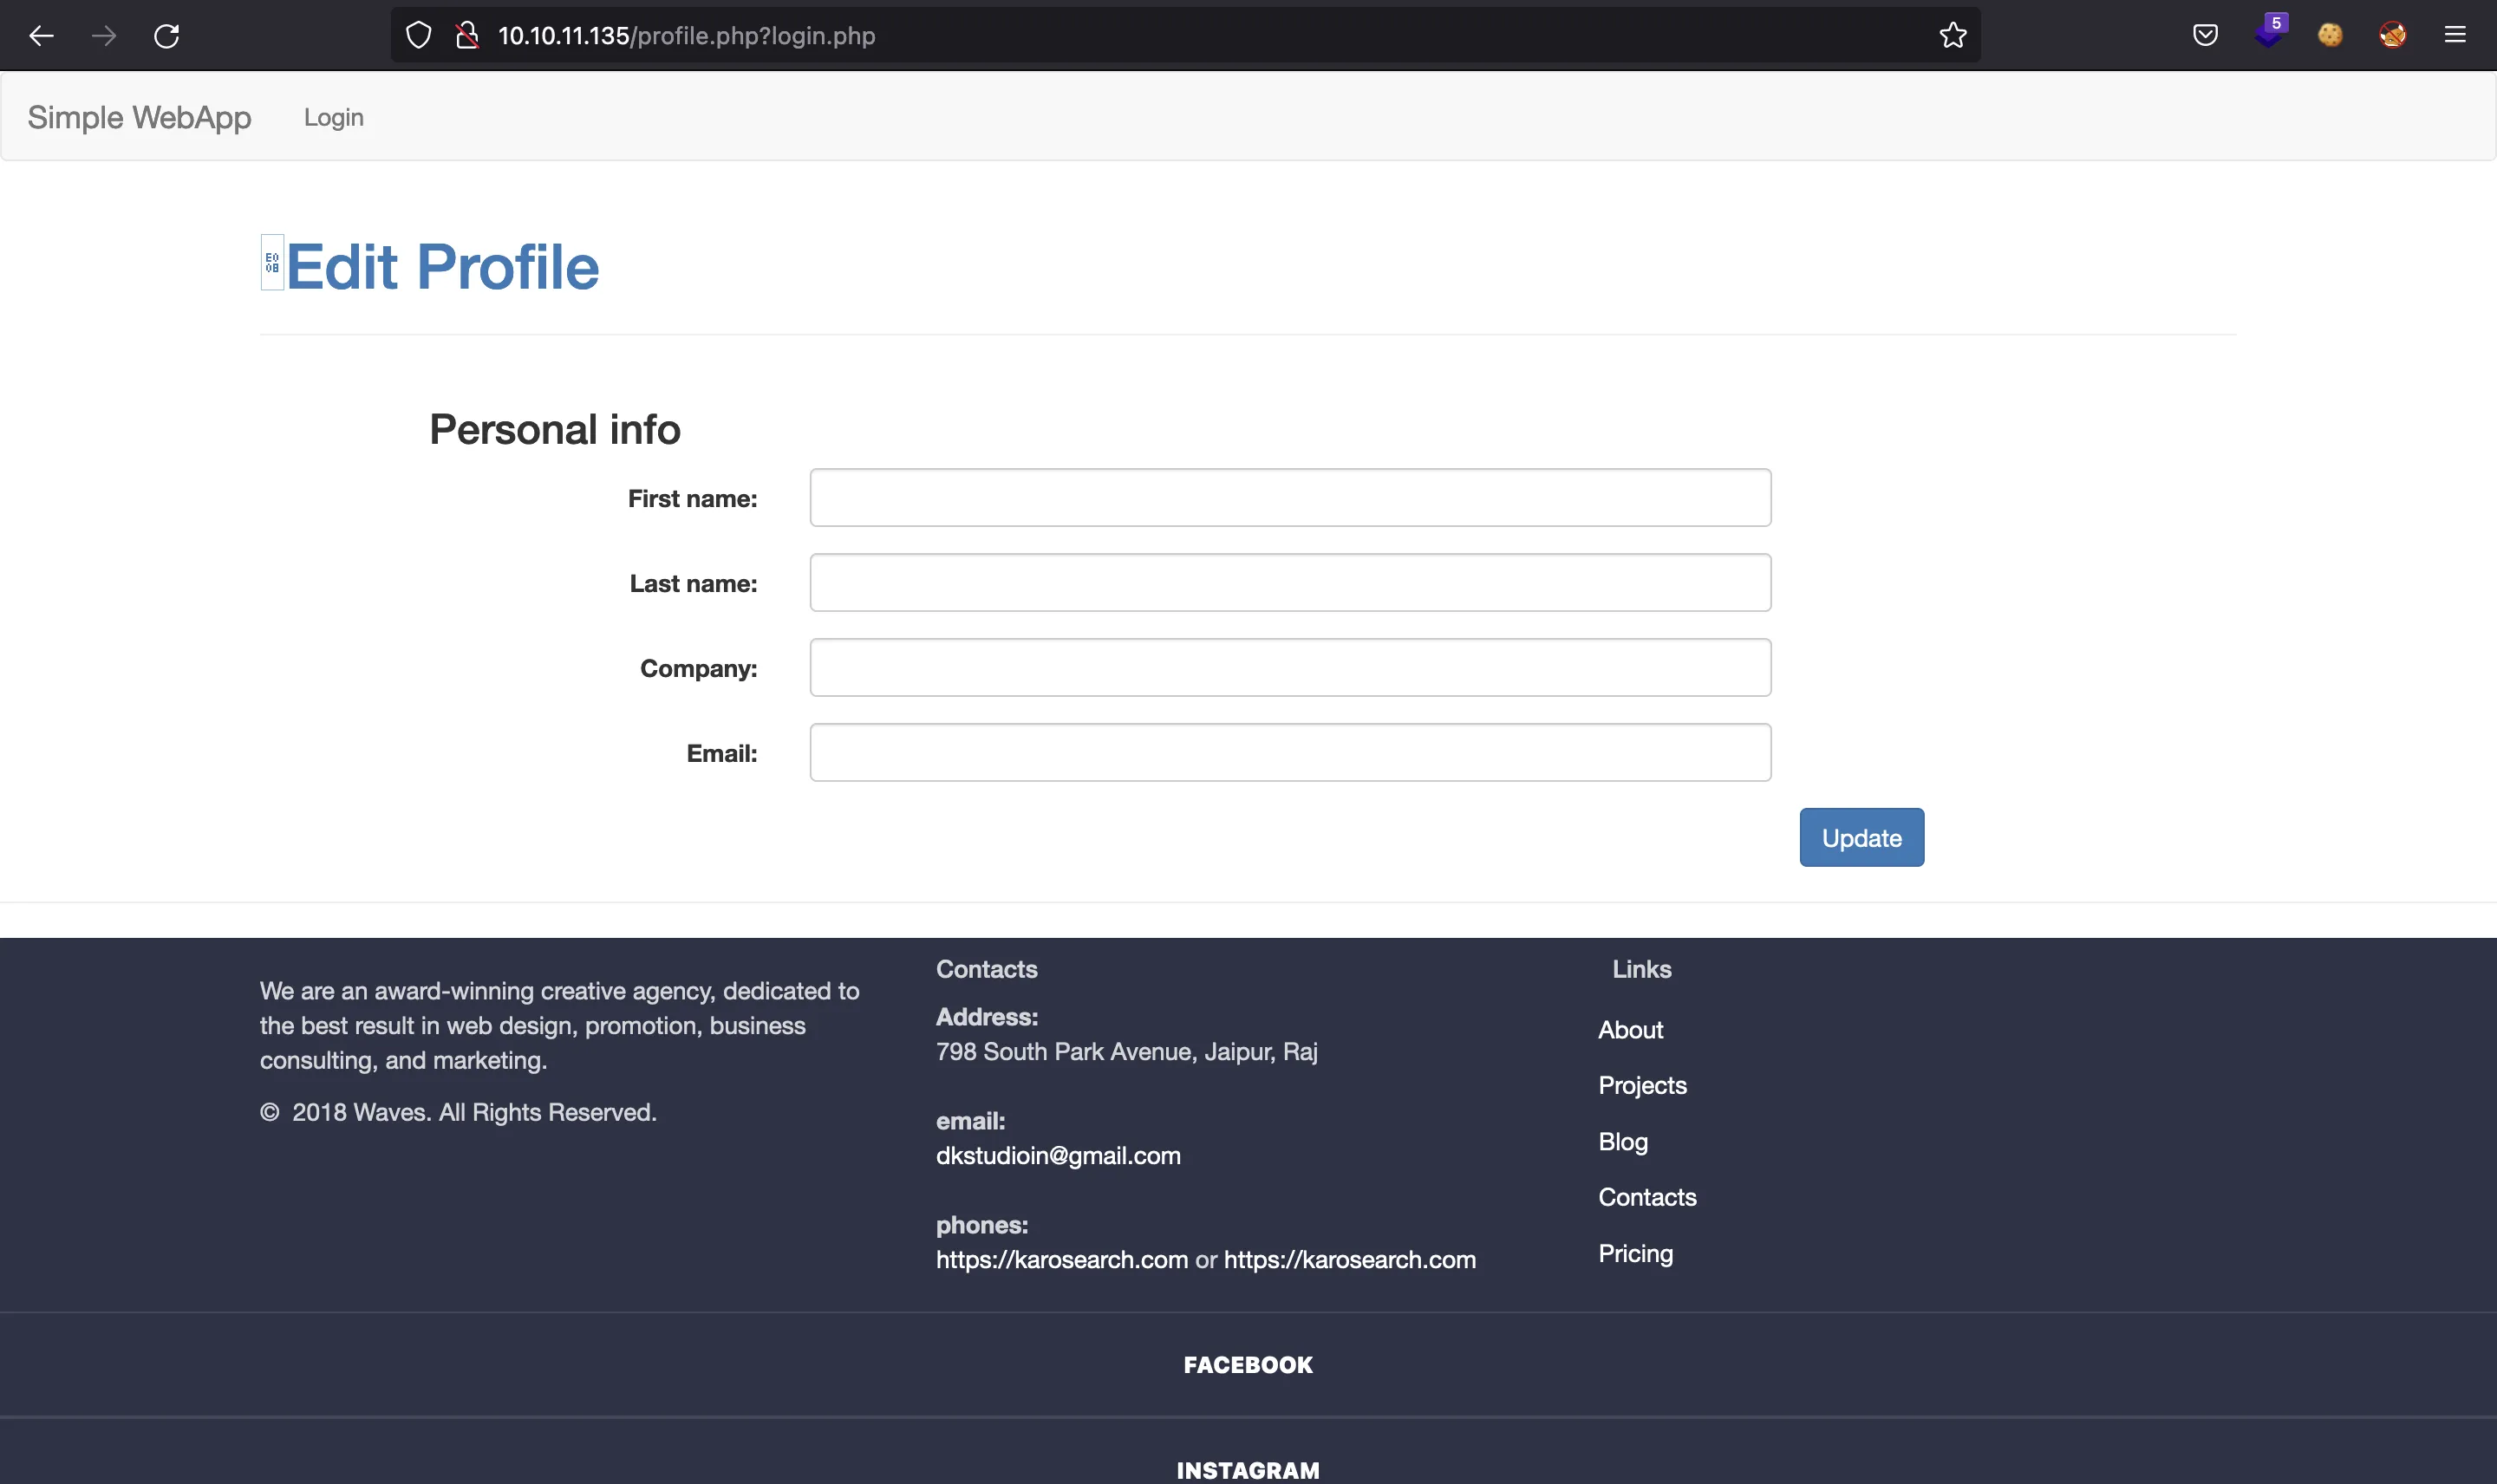 10.10.11.135/profile.php?login.php
5
Simple WebApp
Login
E0
08
Edit Profile
Personal info
First name:
Last name:
Company:
Email:
Update
We are an award-winning creative agency, dedicated to
the best result in web design, promotion, business
consulting, and marketing.
© 2018 Waves. All Rights Reserved.
Contacts
Address:
798 South Park Avenue, Jaipur, Raj
email:
dkstudioin@gmail.com
phones:
https://karosearch.com or https://karosearch.com
Links
About
Projects
Blog
Contacts
Pricing
FACEBOOK
INSTAGRAM